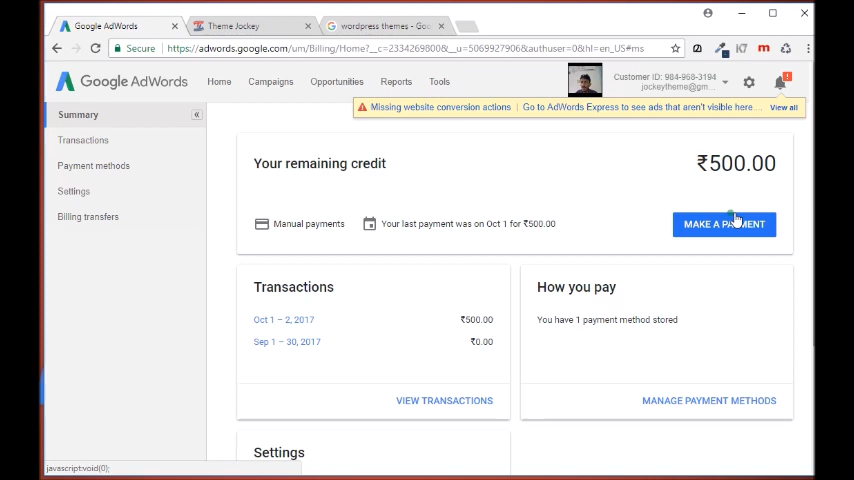 Google AdWords
Theme Jockey
wordpress themes - Goo
Secure https://adwords.google.com/um/Billing/Home?__c=2334269800&__u=5069927906&authuser=0&hl=en_US#ms
Google AdWords Home Campaigns Opportunities Reports Tools
Customer ID: 984-968-3194
jockeytheme@gm...
Missing website conversion actions Go to AdWords Express to see ads that aren't visible here... View all
Summary
Transactions
Payment methods
Settings
Billing transfers
Your remaining credit ₹500.00
Manual payments Your last payment was on Oct 1 for ₹500.00 MAKE A PAYMENT
Transactions
Oct 1 – 2, 2017 ₹500.00
Sep 1 – 30, 2017 ₹0.00
VIEW TRANSACTIONS
How you pay
You have 1 payment method stored
MANAGE PAYMENT METHODS
Settings
javascript:void(0);